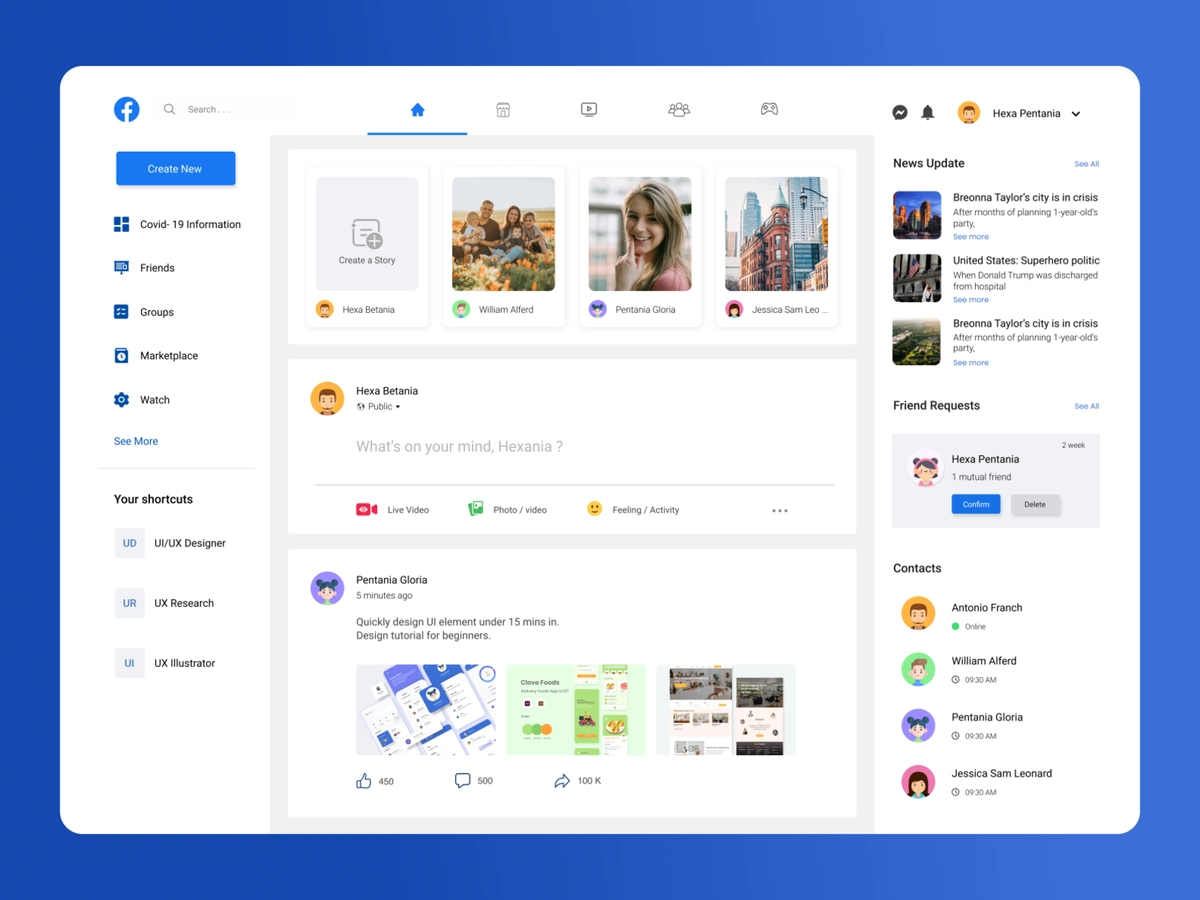 Search . . .
Hexa Pentania
Create New
Covid- 19 Information
Friends
Groups
Marketplace
Watch
See More
Your shortcuts
UD UI/UX Designer
UR UX Research
UI UX Illustrator
Create a Story
Hexa Betania
William Alferd
Pentania Gloria
Jessica Sam Leo ...
Hexa Betania
Public
What's on your mind, Hexania ?
Live Video
Photo / video
Feeling / Activity
Pentania Gloria
5 minutes ago
Quickly design UI element under 15 mins in.
Design tutorial for beginners.
Clove Foods
450
500
100 K
News Update
See All
Breonna Taylor's city is in crisis
After months of planning 1-year-old's
party,
See more
United States: Superhero politic
When Donald Trump was discharged
from hospital
See more
Breonna Taylor's city is in crisis
After months of planning 1-year-old's
party,
See more
Friend Requests
See All
2 week
Hexa Pentania
1 mutual friend
Confirm
Delete
Contacts
Antonio Franch
Online
William Alferd
09:30 AM
Pentania Gloria
09:30 AM
Jessica Sam Leonard
09:30 AM